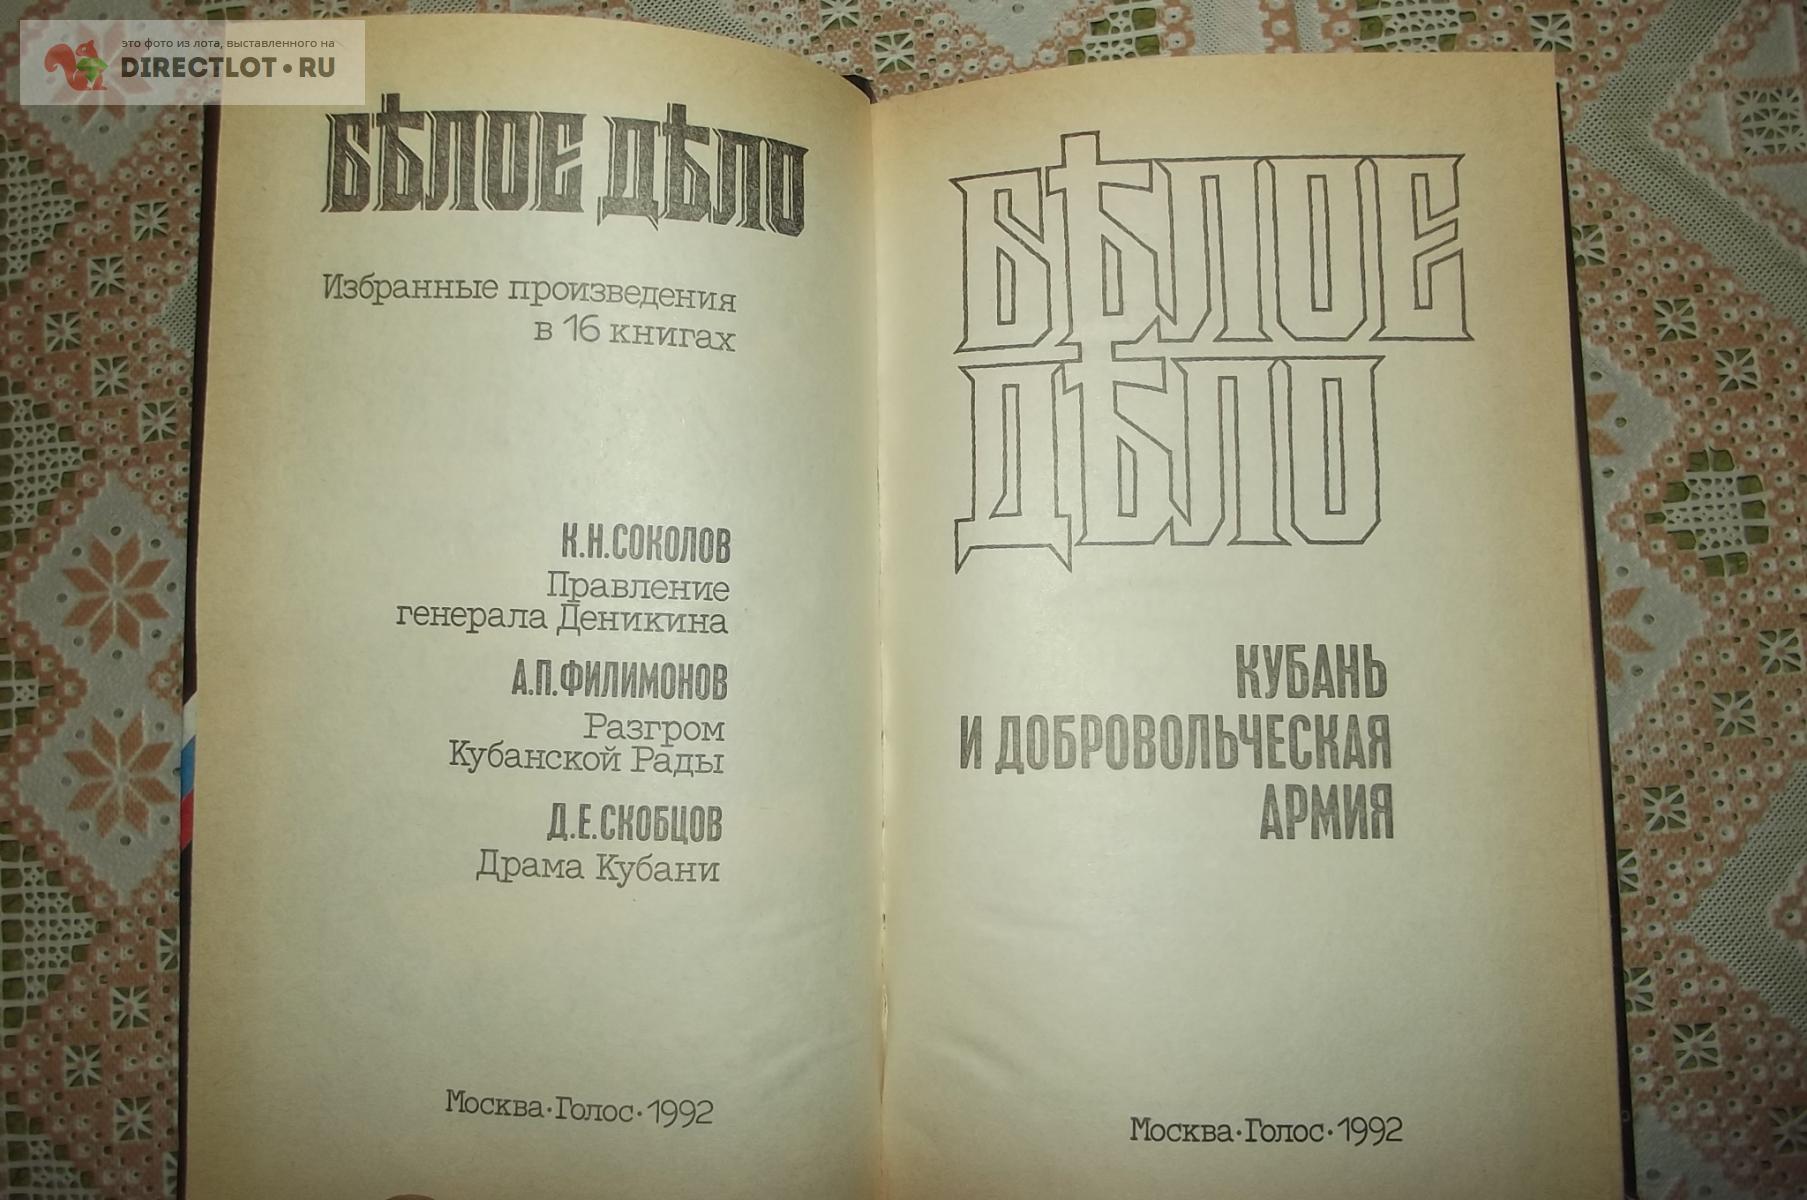 это фото из лота, выставленного на
DIRECTLOT•RU
БѢЛОЕ ДѢЛО
Избранные произведения
в 16 книгах
К.Н.СОКОЛОВ
Правление
генерала Деникина
А.П.ФИЛИМОНОВ
Разгром
Кубанской Рады
Д.Е.СКОБЦОВ
Драма Кубани
Москва·Голос·1992
БѢЛОЕ
ДѢЛО
КУБАНЬ
И ДОБРОВОЛЬЧЕСКАЯ
АРМИЯ
Москва·Голос·1992